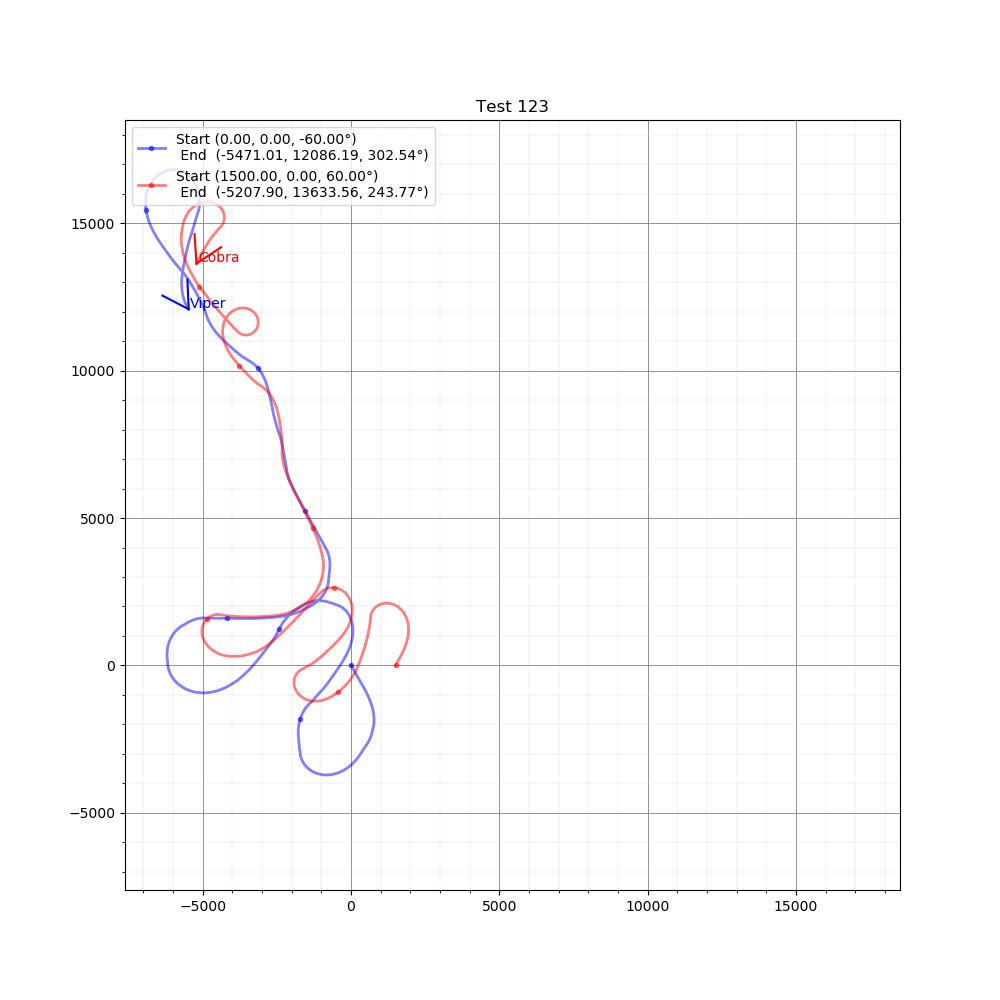 Test 123
Start (0.00, 0.00, -60.00°)
End (-5471.01, 12086.19, 302.54°)
Start (1500.00, 0.00, 60.00°)
End (-5207.90, 13633.56, 243.77°)
15000
Cobra
Viper
10000
5000
0
−5000
−5000
0
5000
10000
15000